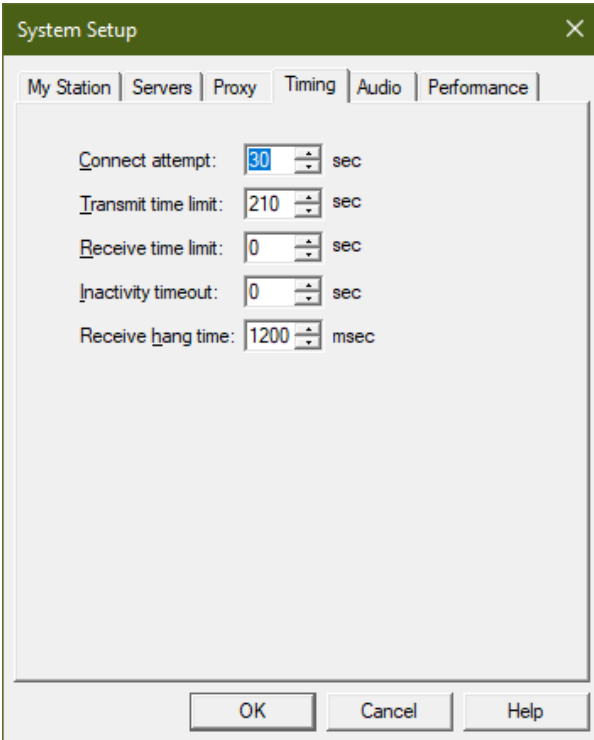 System Setup
My Station Servers Proxy Timing Audio Performance
Connect attempt: 30 sec
Transmit time limit: 210 sec
Receive time limit: 0 sec
Inactivity timeout: 0 sec
Receive hang time: 1200 msec
OK Cancel Help